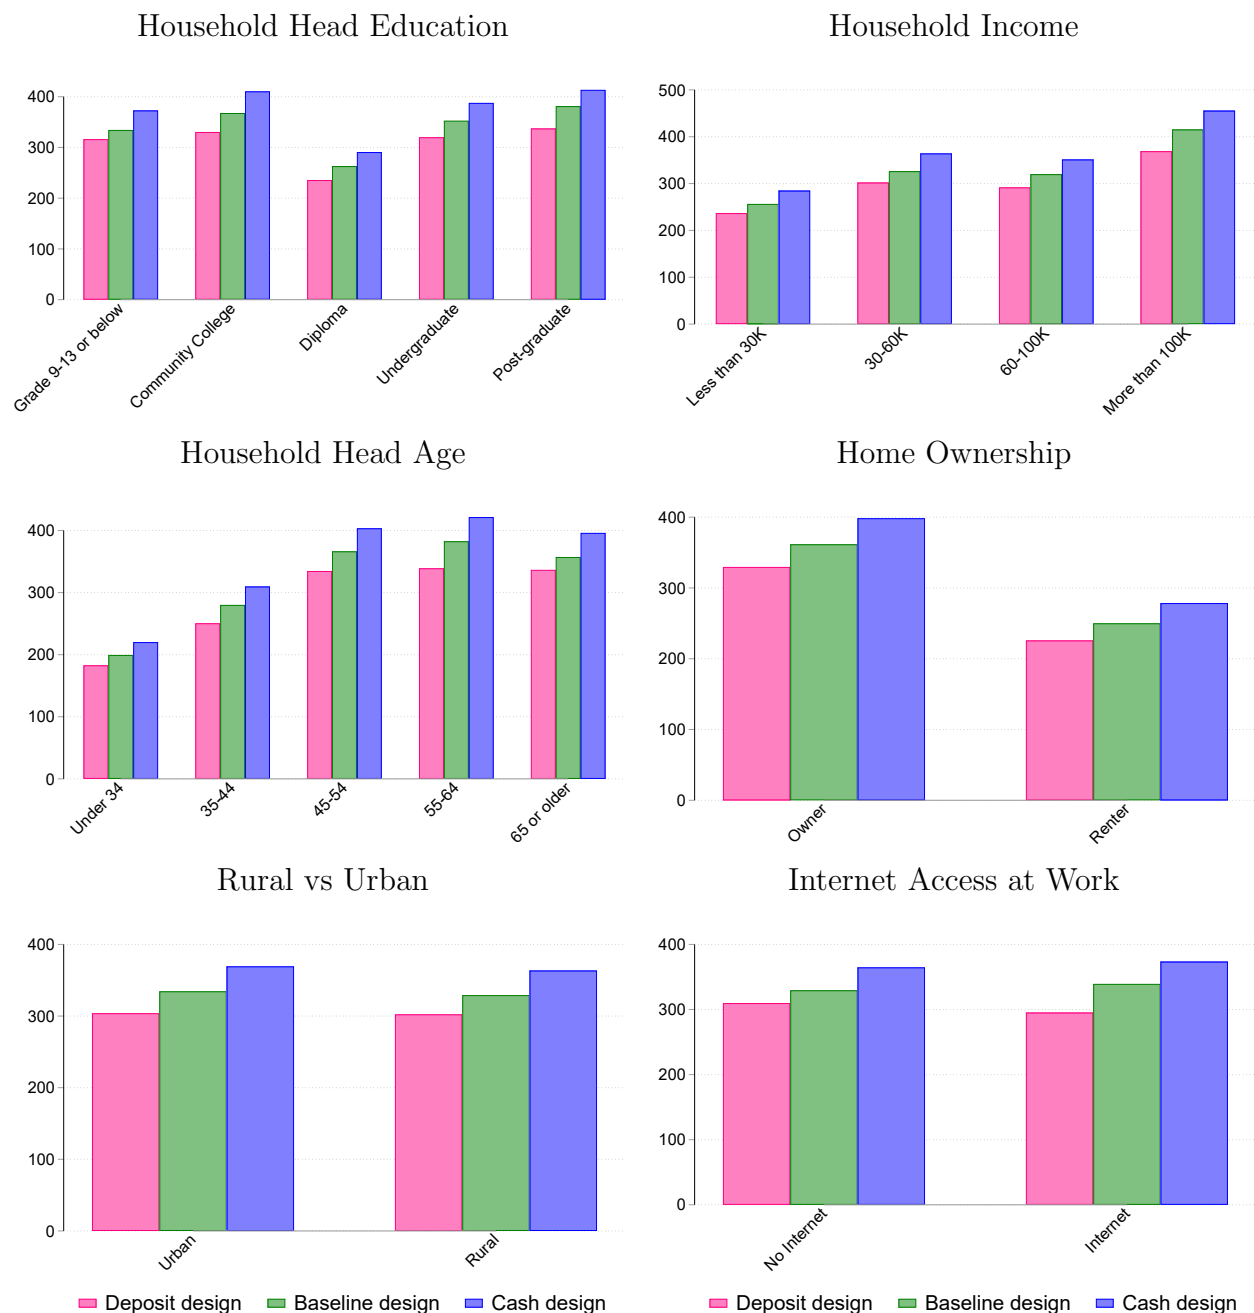 Household Head Education
400
300
200
100
0
Grade 9-13 or below
Community College
Diploma
Undergraduate
Post-graduate
Household Income
500
400
300
200
100
0
Less than 30K
30-60K
60-100K
More than 100K
Household Head Age
400
300
200
100
0
Under 34
35-44
45-54
55-64
65 or older
Home Ownership
400
300
200
100
0
Owner
Renter
Rural vs Urban
400
300
200
100
0
Urban
Rural
Deposit design Baseline design Cash design
Internet Access at Work
400
300
200
100
0
No Internet
Internet
Deposit design Baseline design Cash design